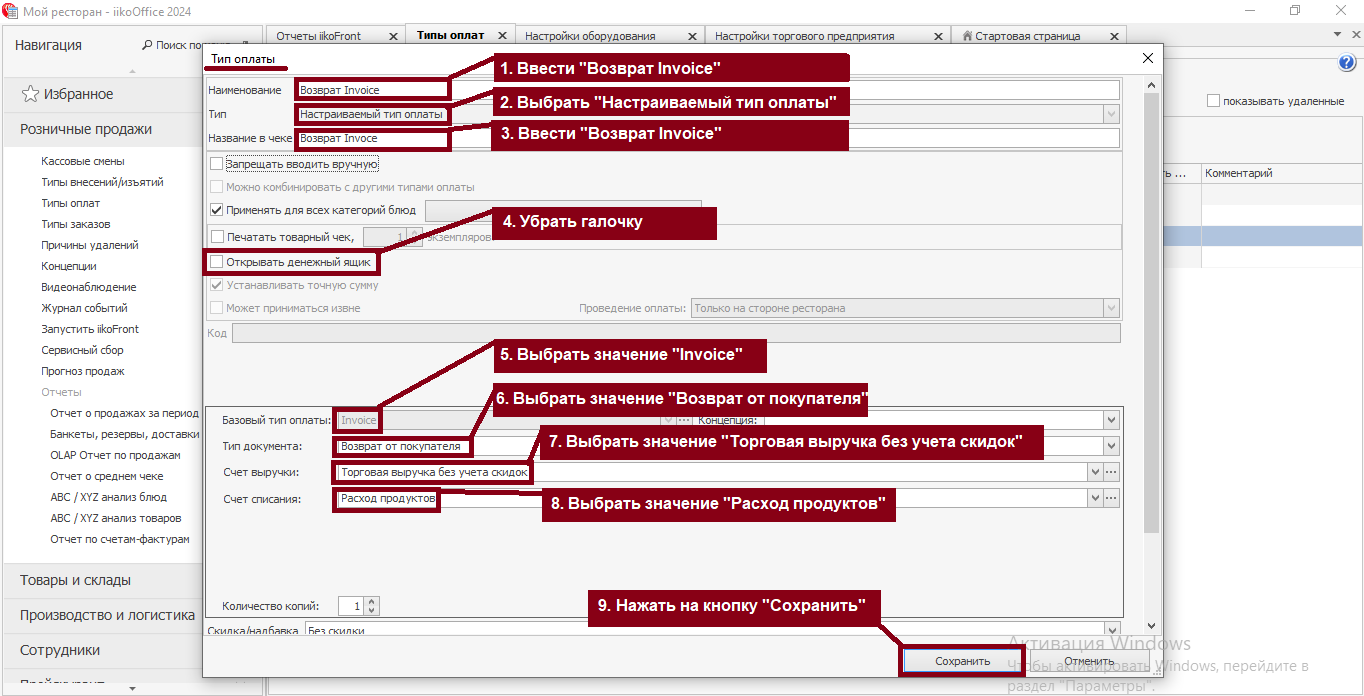 Мой ресторан - iikoOffice 2024
Навигация
Поиск по
Отчеты iikoFront
Типы оплат
Настройки оборудования
Настройки торгового предприятия
Стартовая страница
показывать удаленные
Комментарий
Избранное
Розничные продажи
Кассовые смены
Типы внесений/изъятий
Типы оплат
Типы заказов
Причины удалений
Концепции
Видеонаблюдение
Журнал событий
Запустить iikoFront
Сервисный сбор
Прогноз продаж
Отчеты
Отчет о продажах за период
Банкеты, резервы, доставки
OLAP Отчет по продажам
Отчет о среднем чеке
ABC / XYZ анализ блюд
ABC / XYZ анализ товаров
Отчет по счетам-фактурам
Товары и склады
Производство и логистика
Сотрудники
Тип оплаты
1. Ввести "Возврат Invoice"
Наименование Возврат Invoice
2. Выбрать "Настраиваемый тип оплаты"
Тип Настраиваемый тип оплаты
3. Ввести "Возврат Invoice"
Название в чеке Возврат Invoce
Запрещать вводить вручную
Можно комбинировать с другими типами оплаты
Применять для всех категорий блюд
4. Убрать галочку
Печатать товарный чек, 1 экземпляров
Открывать денежный ящик
Устанавливать точную сумму
Может приниматься извне Проведение оплаты: Только на стороне ресторана
Код
5. Выбрать значение "Invoice"
6. Выбрать значение "Возврат от покупателя"
Базовый тип оплаты: Invoice Концепция:
7. Выбрать значение "Торговая выручка без учета скидок"
Тип документа: Возврат от покупателя
Счет выручки: Торговая выручка без учета скидок
Счет списания: Расход продуктов
8. Выбрать значение "Расход продуктов"
Количество копий: 1
9. Нажать на кнопку "Сохранить"
Скидка/надбавка Без скидки
Сохранить Отменить
Активация Windows
Чтобы активировать Windows, перейдите в
раздел "Параметры".